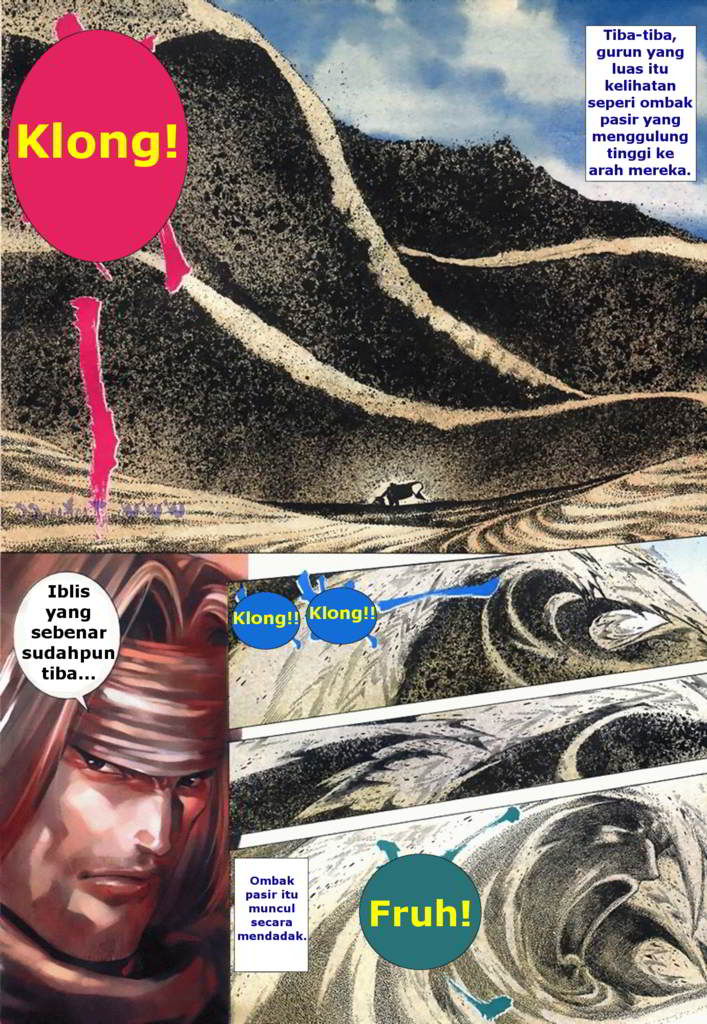 Klong!
Tiba-tiba,
gurun yang
luas itu
kelihatan
seperi ombak
pasir yang
menggulung
tinggi ke
arah mereka.
Iblis
yang
sebenar
sudahpun
tiba...
Klong!!
Klong!!
Ombak
pasir itu
muncul
secara
mendadak.
Fruh!